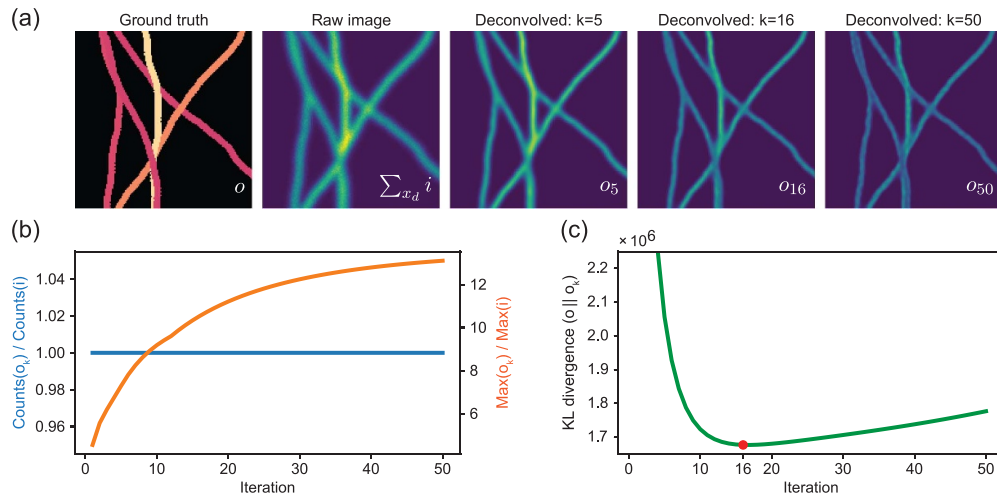 (a)
Ground truth
Raw image
Deconvolved: k=5
Deconvolved: k=16
Deconvolved: k=50
o
∑x_d i
o₅
o₁₆
o₅₀
(b)
Counts(oₖ) / Counts(i)
1.04
1.02
1.00
0.98
0.96
12
10
8
6
Max(oₖ) / Max(i)
0
10
20
30
40
50
Iteration
(c)
× 10⁶
KL divergence (o || oₖ)
2.2
2.1
2.0
1.9
1.8
1.7
0
10
16
20
30
40
50
Iteration